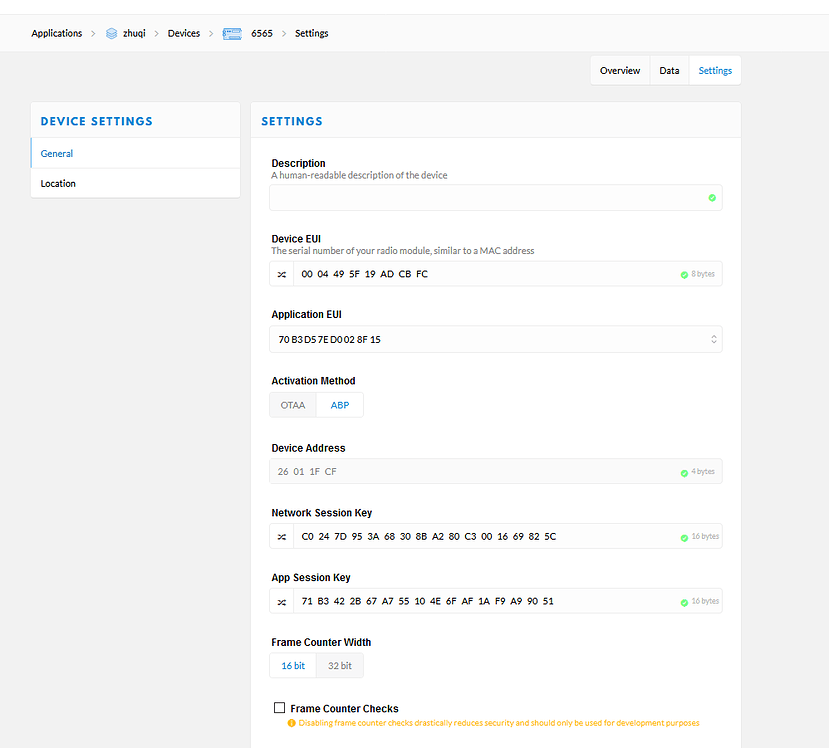 Applications > zhuqi > Devices > 6565 > Settings
Overview Data Settings
DEVICE SETTINGS
General
Location
SETTINGS
Description
A human-readable description of the device
Device EUI
The serial number of your radio module, similar to a MAC address
00 04 49 5F 19 AD CB FC 8 bytes
Application EUI
70 B3 D5 7E D0 02 8F 15
Activation Method
OTAA ABP
Device Address
26 01 1F CF 4 bytes
Network Session Key
C0 24 7D 95 3A 68 30 8B A2 80 C3 00 16 69 82 5C 16 bytes
App Session Key
71 B3 42 2B 67 A7 55 10 4E 6F AF 1A F9 A9 90 51 16 bytes
Frame Counter Width
16 bit 32 bit
Frame Counter Checks
Disabling frame counter checks drastically reduces security and should only be used for development purposes